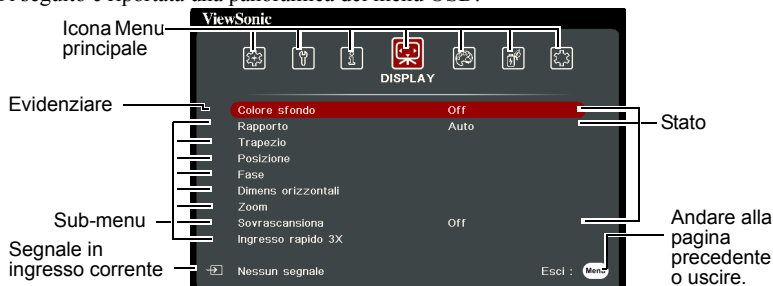 ViewSonic
Icona Menu
principale
DISPLAY
Evidenziare
Colore sfondo Off
Rapporto Auto
Stato
Trapezio
Posizione
Fase
Dimens orizzontali
Zoom
Sub-menu
Sovrascansiona Off
Ingresso rapido 3X
Andare alla
pagina
precedente
o uscire.
Segnale in
ingresso corrente
Nessun segnale
Esci : Menu